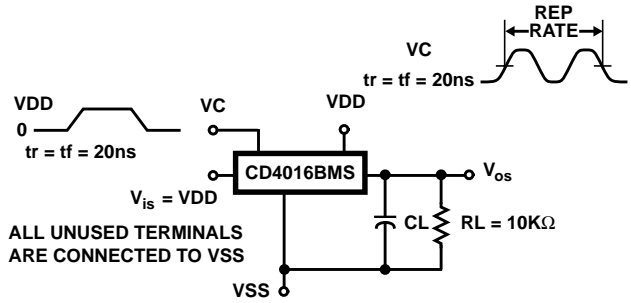 REP
RATE
VC
tr = tf = 20ns
VDD
0
tr = tf = 20ns
VC
VDD
CD4016BMS
Vis = VDD
Vos
CL
RL = 10KΩ
ALL UNUSED TERMINALS
ARE CONNECTED TO VSS
VSS